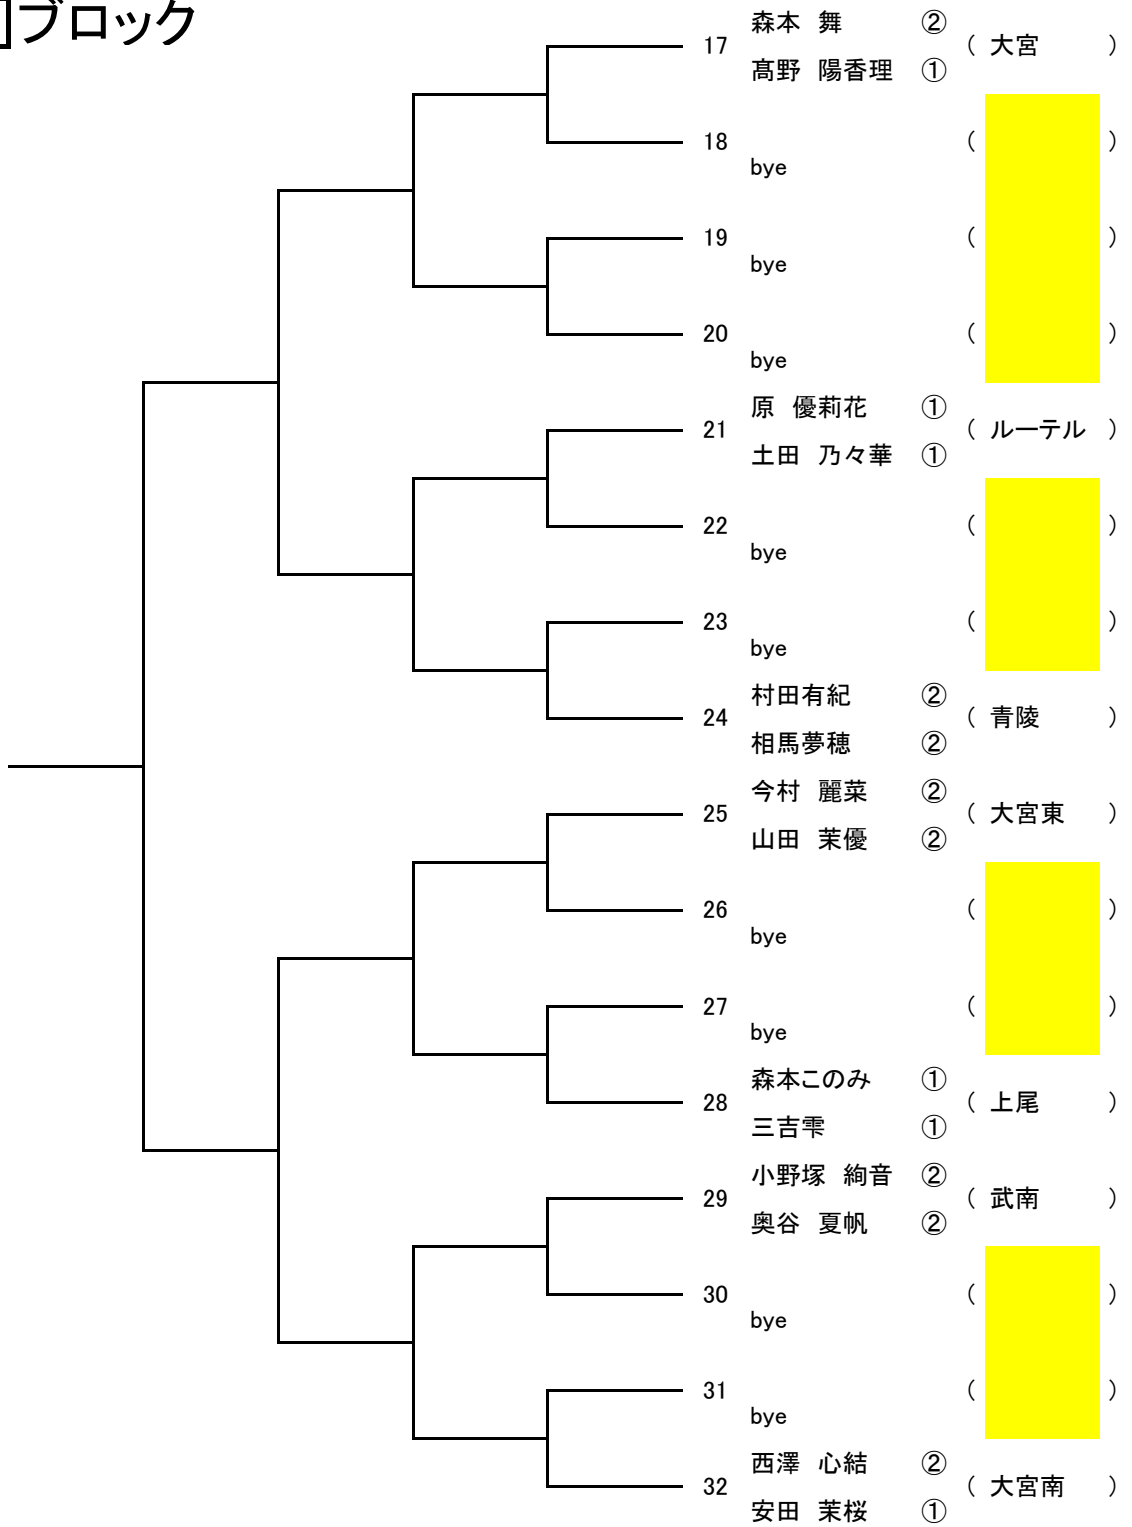 ブロック
森本 舞 ②
17 ( 大宮 )
髙野 陽香理 ①
18 ( )
bye
19 ( )
bye
20 ( )
bye
原 優莉花 ①
21 ( ルーテル )
土田 乃々華 ①
22 ( )
bye
23 ( )
bye
村田有紀 ②
24 ( 青陵 )
相馬夢穂 ②
今村 麗菜 ②
25 ( 大宮東 )
山田 茉優 ②
26 ( )
bye
27 ( )
bye
森本このみ ①
28 ( 上尾 )
三吉雫 ①
小野塚 絢音 ②
29 ( 武南 )
奥谷 夏帆 ②
30 ( )
bye
31 ( )
bye
西澤 心結 ②
32 ( 大宮南 )
安田 茉桜 ①